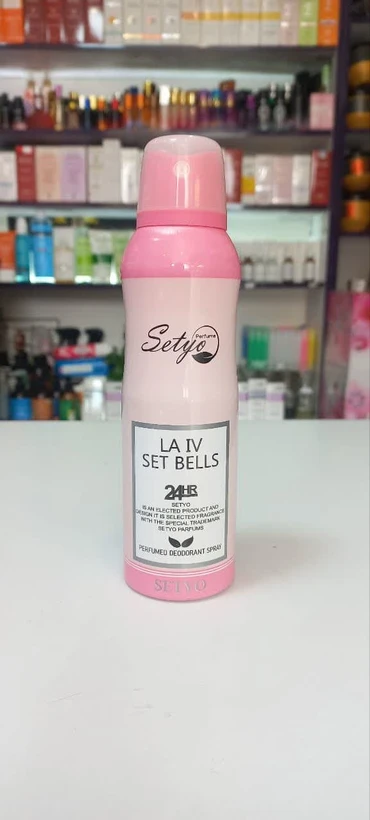 Setyo
Perfume
LA IV
SET BELLS
24HR
SETYO
IS AN ELECTED PRODUCT AND
DESIGN IT IS SELECTED FRAGRANCE
WITH THE SPECIAL TRADEMARK
SETYO PARFUMS
PERFUMED DEODORANT SPRAY
SETYO